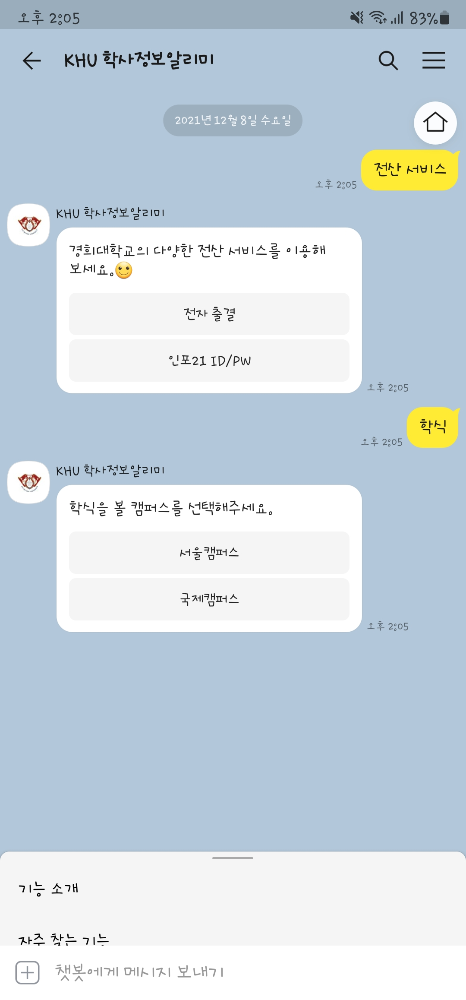 오후 2:05
83%
KHU 학사정보알리미
2021년 12월 8일 수요일
전산 서비스
오후 2:05
KHU 학사정보알리미
경희대학교의 다양한 전산 서비스를 이용해
보세요.
전자 출결
인포21 ID/PW
오후 2:05
학식
오후 2:05
KHU 학사정보알리미
학식을 볼 캠퍼스를 선택해주세요.
서울캠퍼스
국제캠퍼스
오후 2:05
기능 소개
자주 찾는 기능
챗봇에게 메시지 보내기